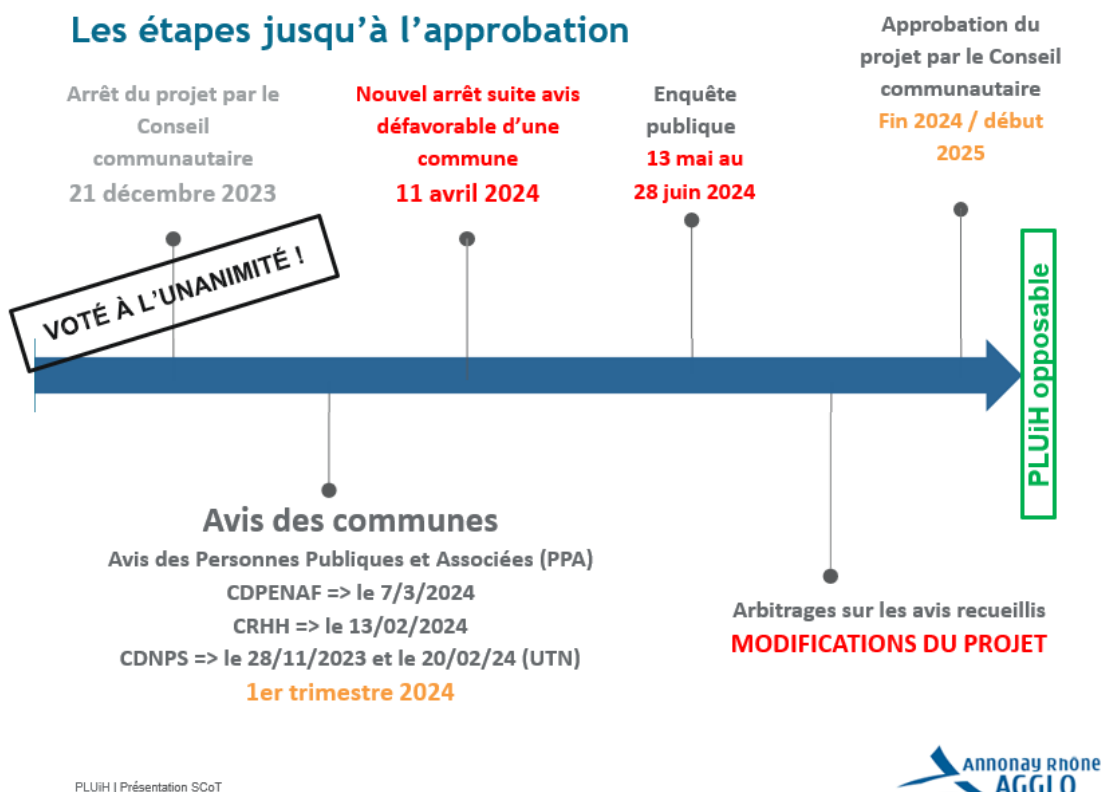 Les étapes jusqu'à l'approbation
Arrêt du projet par le
Conseil
communautaire
21 décembre 2023
Nouvel arrêt suite avis
défavorable d'une
commune
11 avril 2024
Enquête
publique
13 mai au
28 juin 2024
Approbation du
projet par le Conseil
communautaire
Fin 2024 / début
2025
VOTÉ À L'UNANIMITÉ !
PLUiH opposable
Avis des communes
Avis des Personnes Publiques et Associées (PPA)
CDPENAF => le 7/3/2024
CRHH => le 13/02/2024
CDNPS => le 28/11/2023 et le 20/02/24 (UTN)
1er trimestre 2024
Arbitrages sur les avis recueillis
MODIFICATIONS DU PROJET
PLUiH | Présentation SCoT
Annonay Rhône
AGGLO